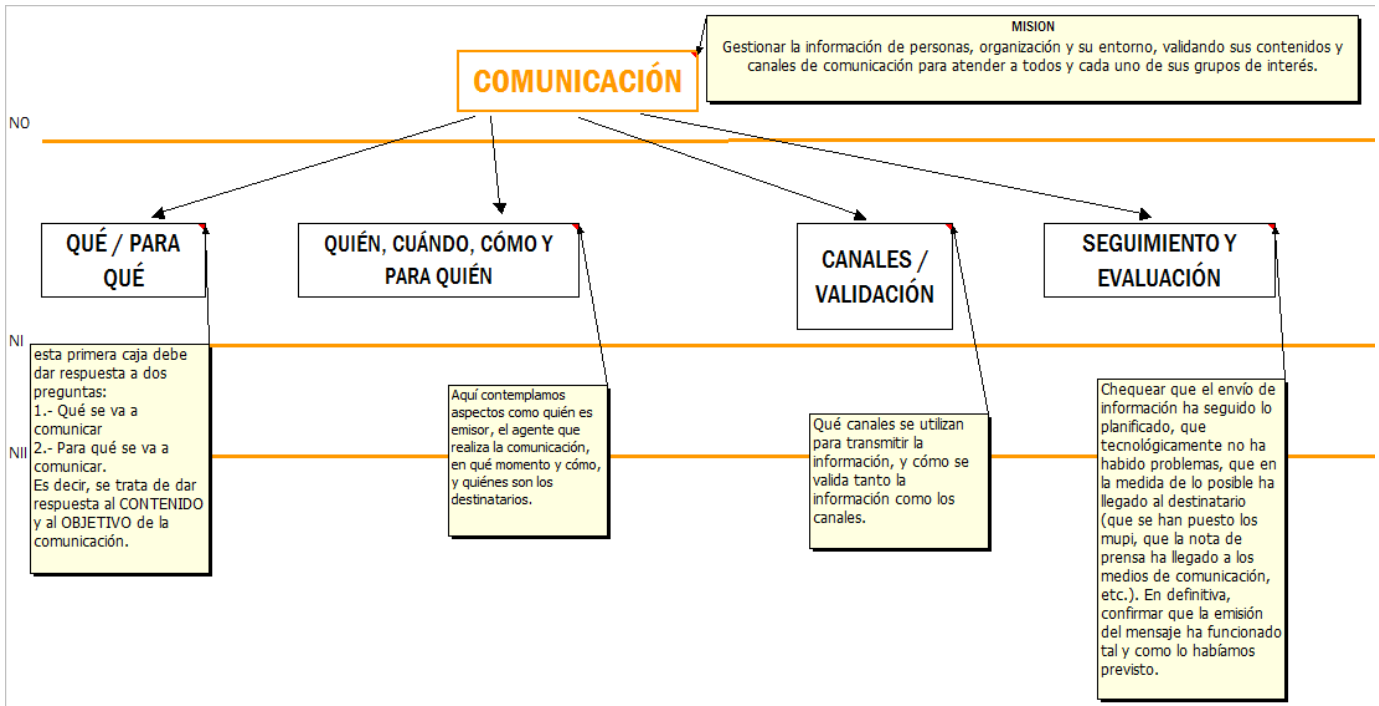 MISION
Gestionar la información de personas, organización y su entorno, validando sus contenidos y
canales de comunicación para atender a todos y cada uno de sus grupos de interés.
COMUNICACIÓN
N0
QUÉ / PARA
QUÉ
QUIÉN, CUÁNDO, CÓMO Y
PARA QUIÉN
CANALES /
VALIDACIÓN
SEGUIMIENTO Y
EVALUACIÓN
NI
esta primera caja debe
dar respuesta a dos
preguntas:
1.- Qué se va a
comunicar
2.- Para qué se va a
comunicar.
Es decir, se trata de dar
respuesta al CONTENIDO
y al OBJETIVO de la
comunicación.
Aquí contemplamos
aspectos como quién es
emisor, el agente que
realiza la comunicación,
en qué momento y cómo,
y quiénes son los
destinatarios.
Qué canales se utilizan
para transmitir la
información, y cómo se
valida tanto la
información como los
canales.
Chequear que el envío de
información ha seguido lo
planificado, que
tecnológicamente no ha
habido problemas, que en
la medida de lo posible ha
llegado al destinatario
(que se han puesto los
mupi, que la nota de
prensa ha llegado a los
medios de comunicación,
etc.). En definitiva,
confirmar que la emisión
del mensaje ha funcionado
tal y como lo habíamos
previsto.
NII